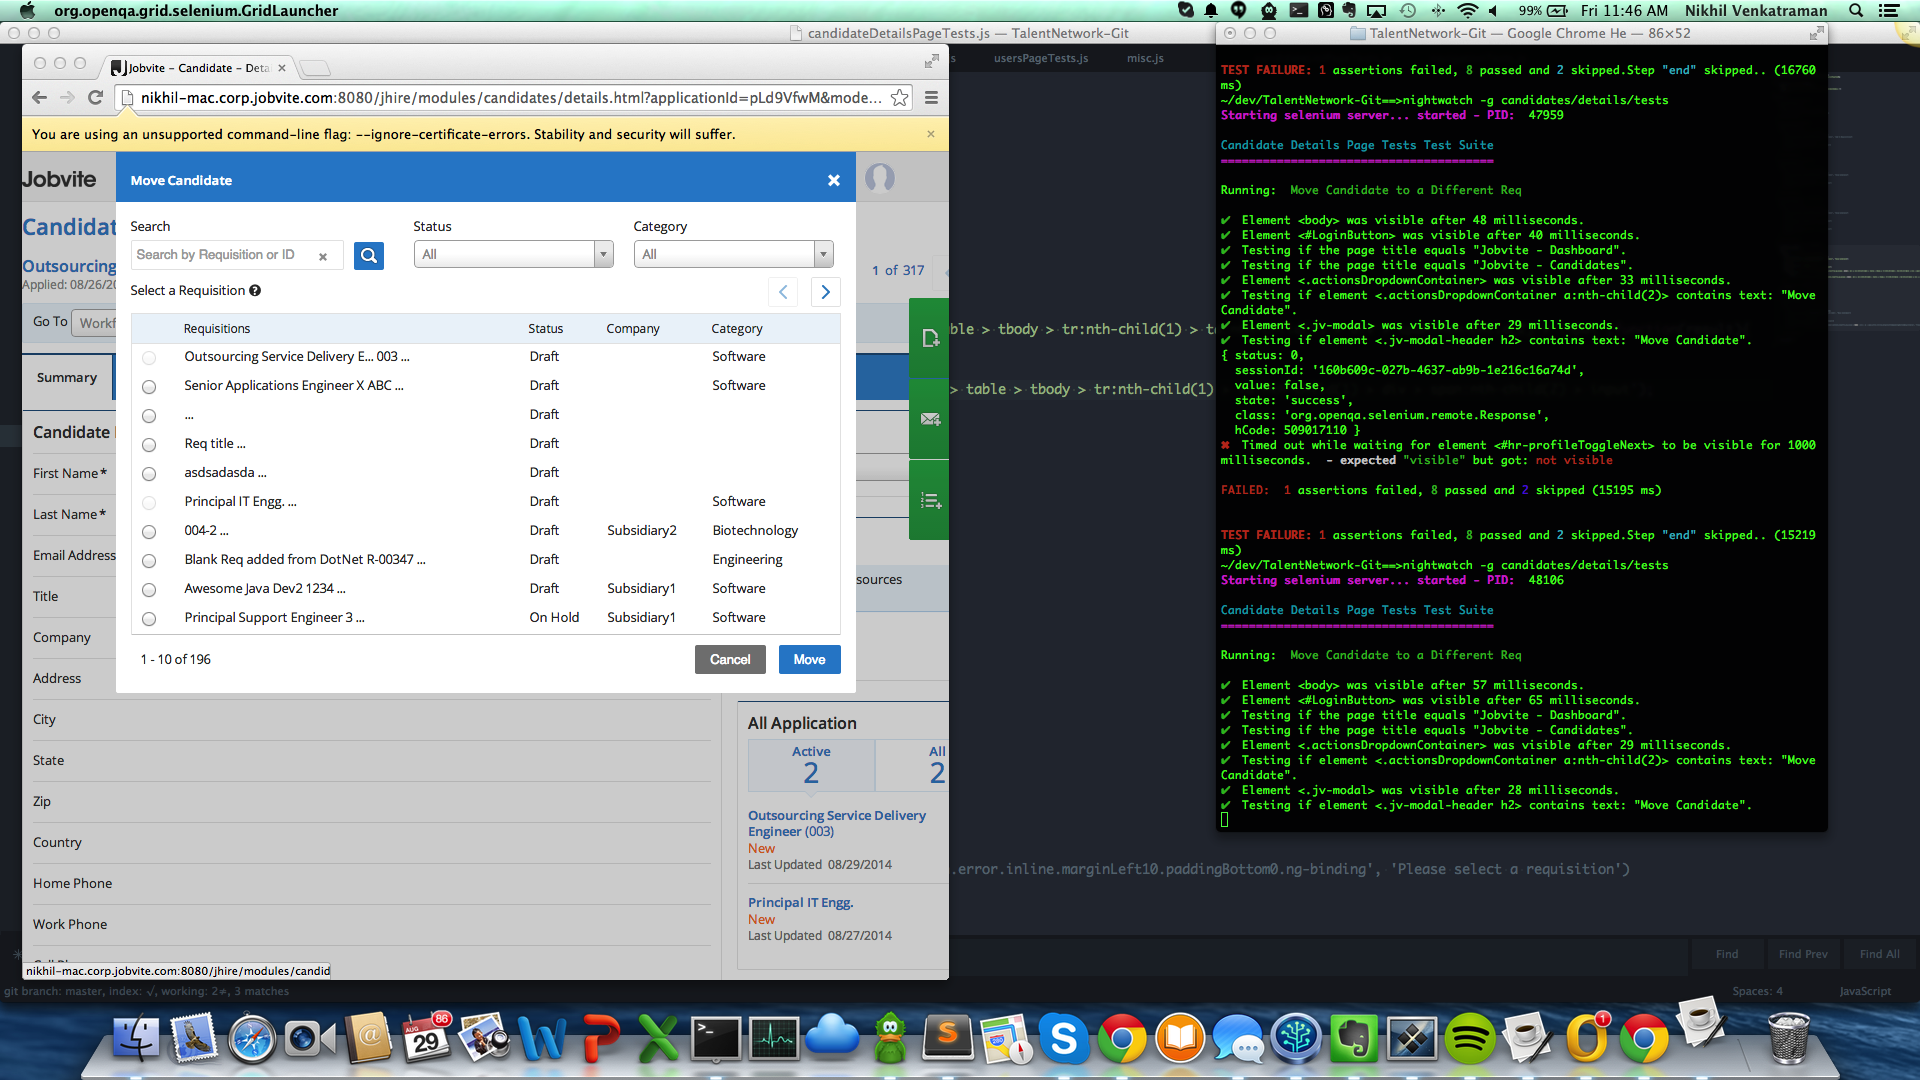 org.openqa.grid.selenium.GridLauncher
99%
Fri 11:46 AM
Nikhil Venkatraman
candidateDetailsPageTests.js — TalentNetwork-Git
usersPageTests.js
misc.js
Jobvite – Candidate – Deta
nikhil-mac.corp.jobvite.com:8080/jhire/modules/candidates/details.html?applicationId=pLd9VfwM&mode...
You are using an unsupported command-line flag: --ignore-certificate-errors. Stability and security will suffer.
Jobvite
Candidat
Outsourcing
Applied: 08/26/20
Go To
Workf
1 of 317
Summary
Candidate
First Name*
Last Name*
Email Address
Title
Company
Address
City
State
Zip
Country
Home Phone
Work Phone
sources
Move Candidate
Search
Status
Category
Search by Requisition or ID
All
All
Select a Requisition
Requisitions Status Company Category
Outsourcing Service Delivery E... 003 ... Draft Software
Senior Applications Engineer X ABC ... Draft Software
... Draft
Req title ... Draft
asdsadasda ... Draft
Principal IT Engg. ... Draft Software
004-2 ... Draft Subsidiary2 Biotechnology
Blank Req added from DotNet R-00347 ... Draft Engineering
Awesome Java Dev2 1234 ... Draft Subsidiary1 Software
Principal Support Engineer 3 ... On Hold Subsidiary1 Software
1 - 10 of 196
Cancel
Move
All Application
Active
2
All
2
Outsourcing Service Delivery
Engineer (003)
New
Last Updated 08/29/2014
Principal IT Engg.
New
Last Updated 08/27/2014
nikhil-mac.corp.jobvite.com:8080/jhire/modules/candid
ble > tbody > tr:nth-child(1) > t
> table > tbody > tr:nth-child(1)
.error.inline.marginLeft10.paddingBottom0.ng-binding', 'Please select a requisition')
Find
Find Prev
Find All
git branch: master, index: √, working: 2≠, 3 matches
Spaces: 4
JavaScript
TalentNetwork-Git — Google Chrome He — 86×52
TEST FAILURE: 1 assertions failed, 8 passed and 2 skipped.Step "end" skipped.. (16760
ms)
~/dev/TalentNetwork-Git==>nightwatch -g candidates/details/tests
Starting selenium server... started - PID:  47959
Candidate Details Page Tests Test Suite
=======================================
Running:  Move Candidate to a Different Req
✔  Element <body> was visible after 48 milliseconds.
✔  Element <#LoginButton> was visible after 40 milliseconds.
✔  Testing if the page title equals "Jobvite - Dashboard".
✔  Testing if the page title equals "Jobvite - Candidates".
✔  Element <.actionsDropdownContainer> was visible after 33 milliseconds.
✔  Testing if element <.actionsDropdownContainer a:nth-child(2)> contains text: "Move
Candidate".
✔  Element <.jv-modal> was visible after 29 milliseconds.
✔  Testing if element <.jv-modal-header h2> contains text: "Move Candidate".
{ status: 0,
  sessionId: '160b609c-027b-4637-ab9b-1e216c16a74d',
  value: false,
  state: 'success',
  class: 'org.openqa.selenium.remote.Response',
  hCode: 509017110 }
✖  Timed out while waiting for element <#hr-profileToggleNext> to be visible for 1000
milliseconds.  - expected "visible" but got: not visible
FAILED:  1 assertions failed, 8 passed and 2 skipped (15195 ms)
TEST FAILURE: 1 assertions failed, 8 passed and 2 skipped.Step "end" skipped.. (15219
ms)
~/dev/TalentNetwork-Git==>nightwatch -g candidates/details/tests
Starting selenium server... started - PID:  48106
Candidate Details Page Tests Test Suite
=======================================
Running:  Move Candidate to a Different Req
✔  Element <body> was visible after 57 milliseconds.
✔  Element <#LoginButton> was visible after 65 milliseconds.
✔  Testing if the page title equals "Jobvite - Dashboard".
✔  Testing if the page title equals "Jobvite - Candidates".
✔  Element <.actionsDropdownContainer> was visible after 29 milliseconds.
✔  Testing if element <.actionsDropdownContainer a:nth-child(2)> contains text: "Move
Candidate".
✔  Element <.jv-modal> was visible after 28 milliseconds.
✔  Testing if element <.jv-modal-header h2> contains text: "Move Candidate".
AUG
29
86
1